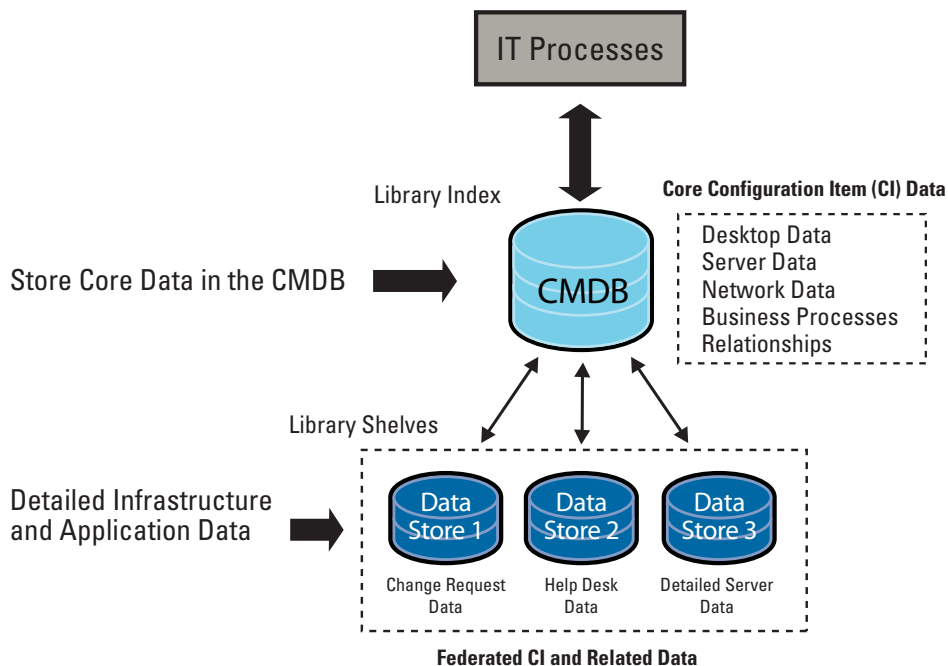 IT Processes
Library Index
Core Configuration Item (CI) Data
Desktop Data
Server Data
Network Data
Business Processes
Relationships
Store Core Data in the CMDB
CMDB
Library Shelves
Detailed Infrastructure
and Application Data
Data
Store 1
Data
Store 2
Data
Store 3
Change Request
Data
Help Desk
Data
Detailed Server
Data
Federated CI and Related Data